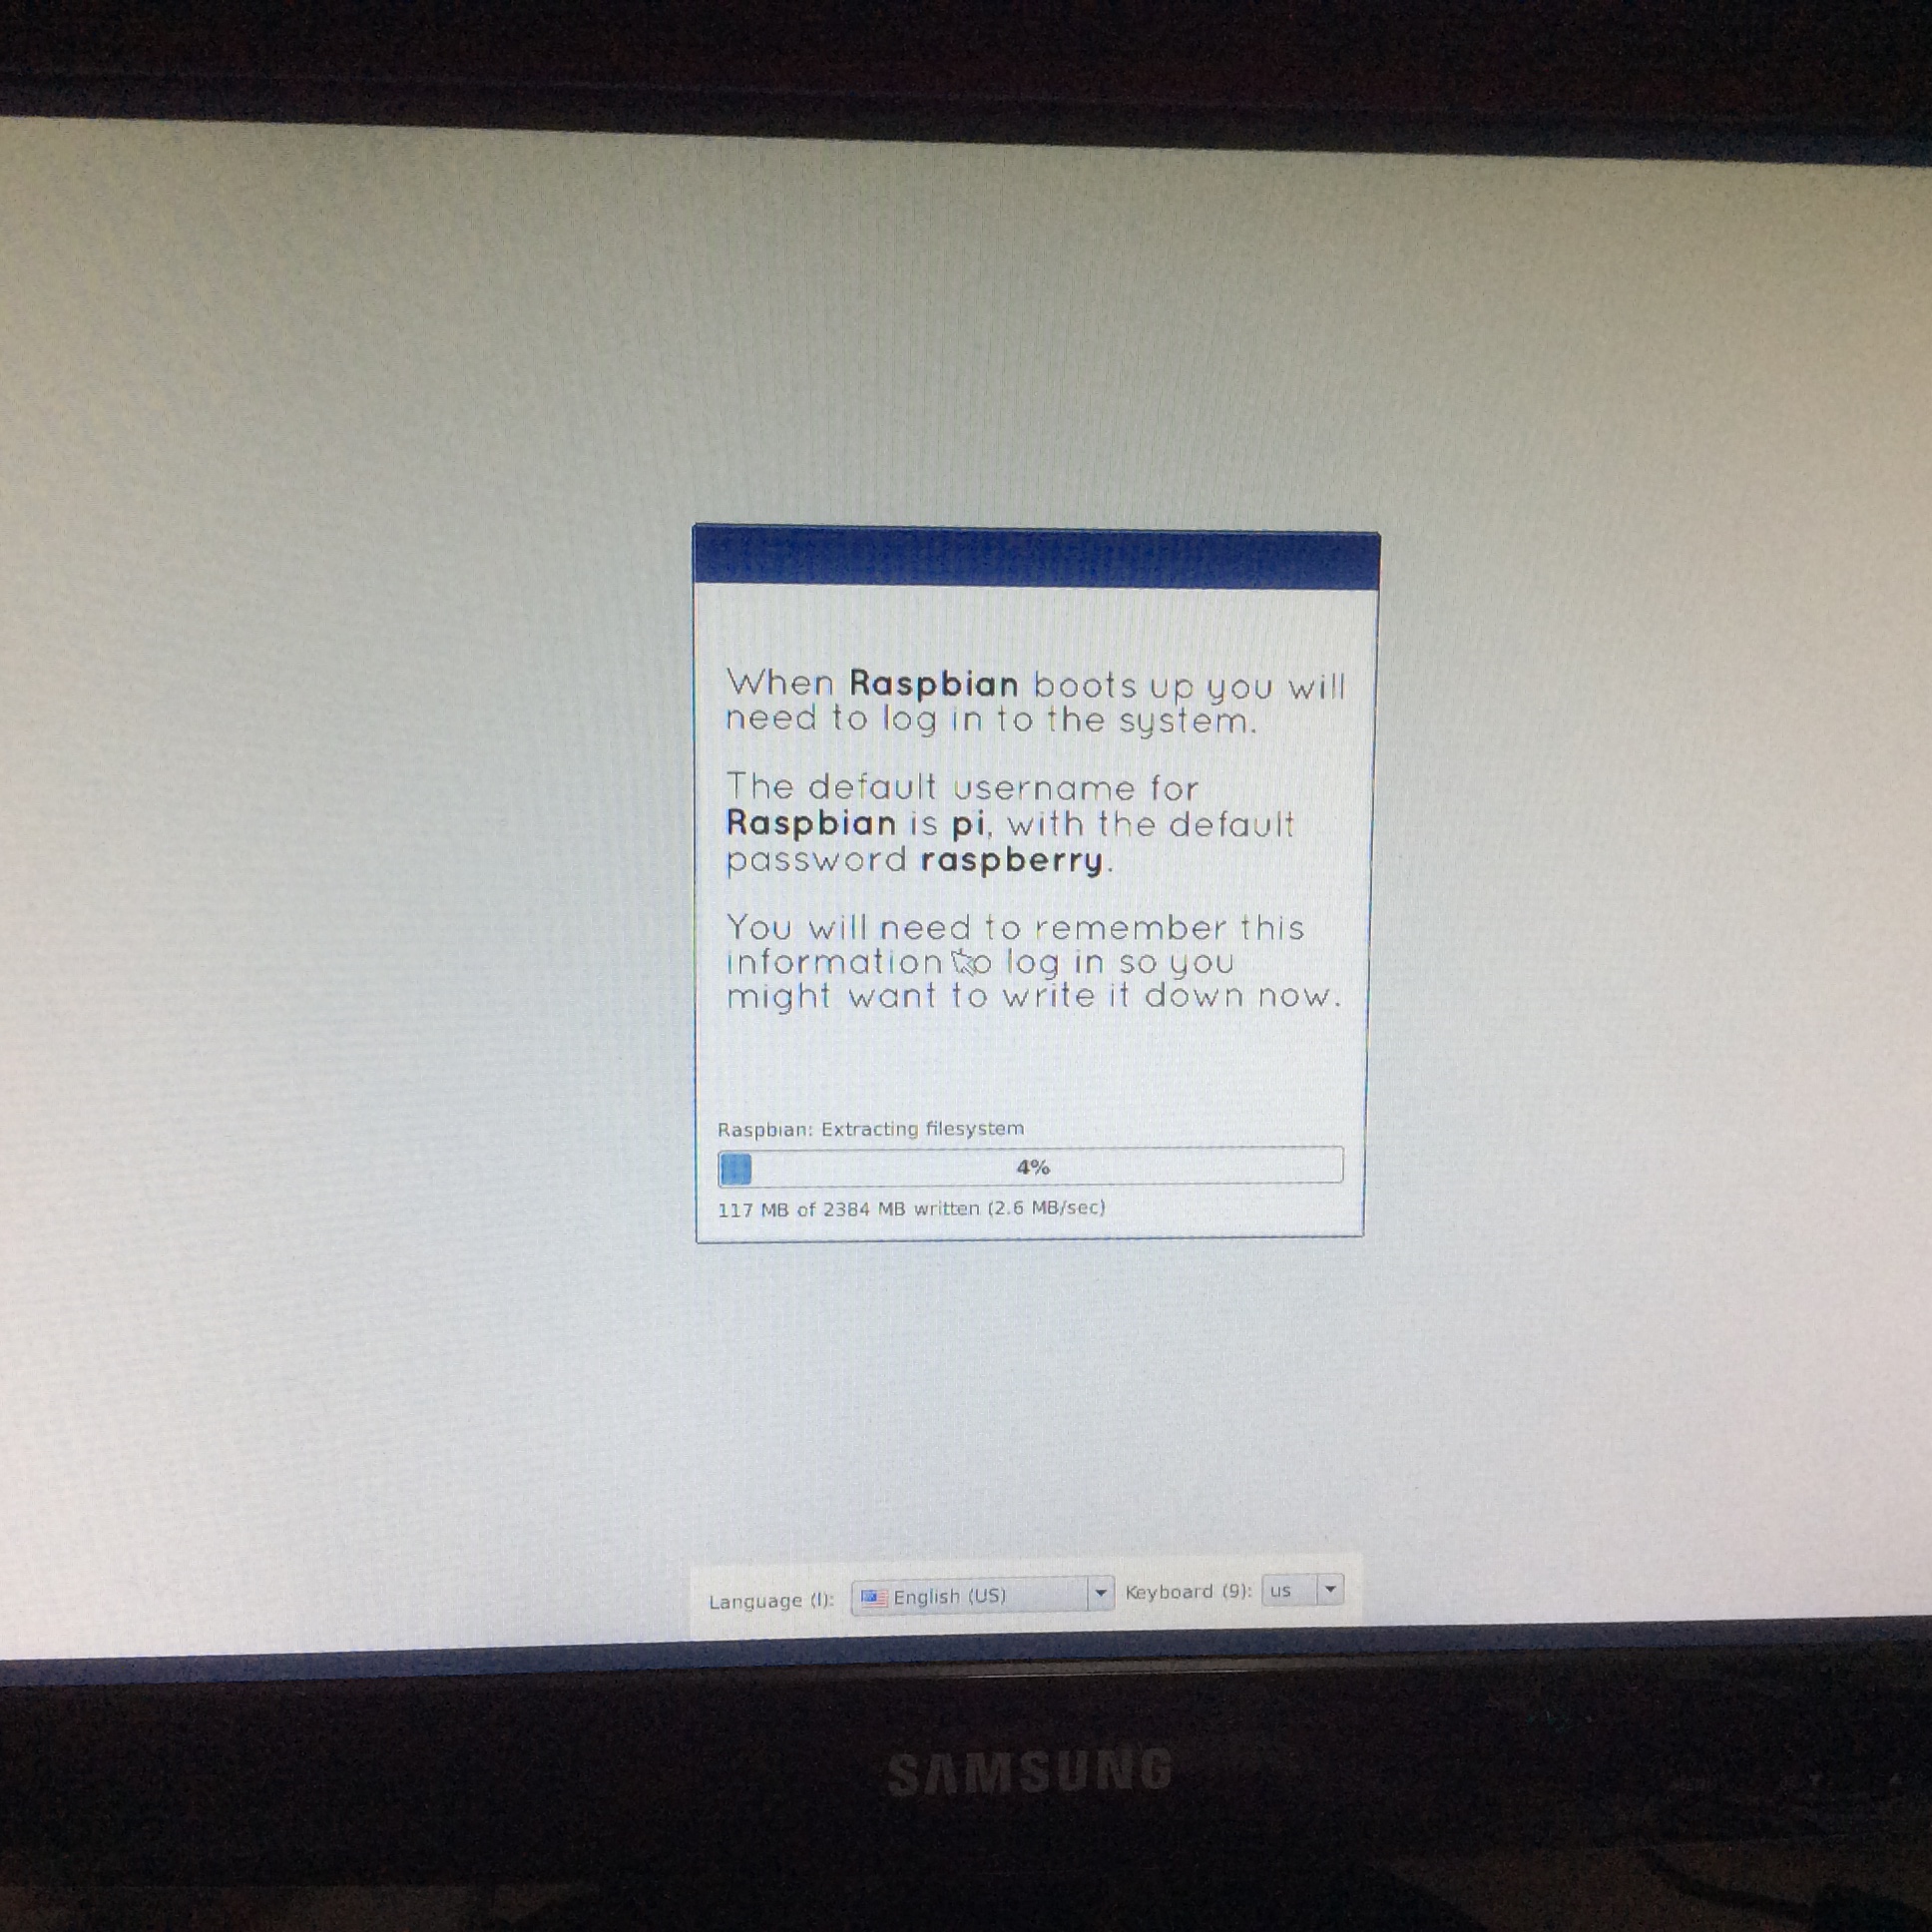 When Raspbian boots up you will
need to log in to the system.
The default username for
Raspbian is pi, with the default
password raspberry.
You will need to remember this
information to log in so you
might want to write it down now.
Raspbian: Extracting filesystem
4%
117 MB of 2384 MB written (2.6 MB/sec)
Language (l): English (US) Keyboard (9): us
SAMSUNG